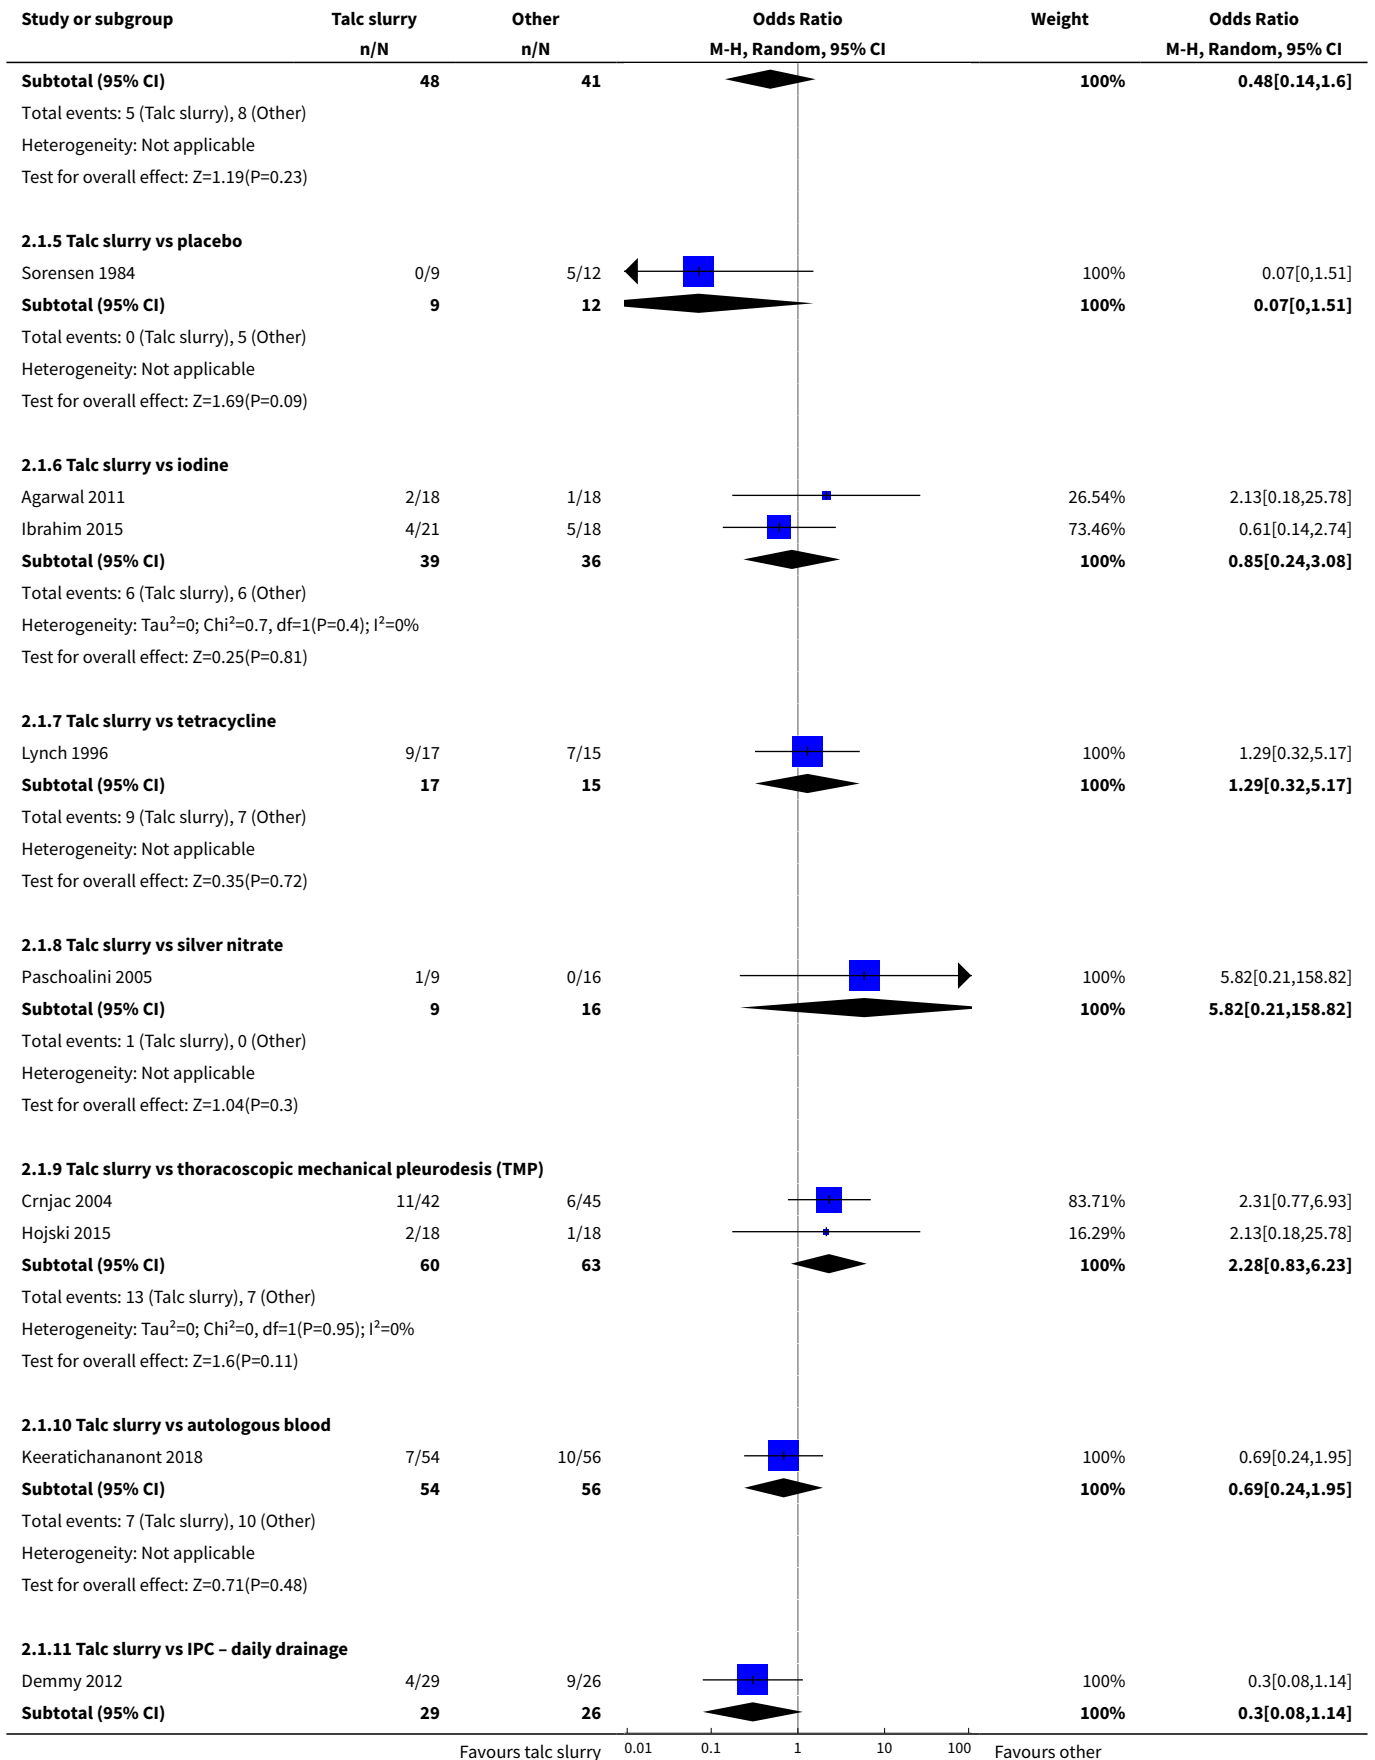 Study or subgroup Talc slurry Other Odds Ratio Weight Odds Ratio
n/N n/N M-H, Random, 95% CI M-H, Random, 95% CI
Subtotal (95% CI) 48 41 100% 0.48[0.14,1.6]
Total events: 5 (Talc slurry), 8 (Other)
Heterogeneity: Not applicable
Test for overall effect: Z=1.19(P=0.23)
2.1.5 Talc slurry vs placebo
Sorensen 1984 0/9 5/12 100% 0.07[0,1.51]
Subtotal (95% CI) 9 12 100% 0.07[0,1.51]
Total events: 0 (Talc slurry), 5 (Other)
Heterogeneity: Not applicable
Test for overall effect: Z=1.69(P=0.09)
2.1.6 Talc slurry vs iodine
Agarwal 2011 2/18 1/18 26.54% 2.13[0.18,25.78]
Ibrahim 2015 4/21 5/18 73.46% 0.61[0.14,2.74]
Subtotal (95% CI) 39 36 100% 0.85[0.24,3.08]
Total events: 6 (Talc slurry), 6 (Other)
Heterogeneity: Tau²=0; Chi²=0.7, df=1(P=0.4); I²=0%
Test for overall effect: Z=0.25(P=0.81)
2.1.7 Talc slurry vs tetracycline
Lynch 1996 9/17 7/15 100% 1.29[0.32,5.17]
Subtotal (95% CI) 17 15 100% 1.29[0.32,5.17]
Total events: 9 (Talc slurry), 7 (Other)
Heterogeneity: Not applicable
Test for overall effect: Z=0.35(P=0.72)
2.1.8 Talc slurry vs silver nitrate
Paschoalini 2005 1/9 0/16 100% 5.82[0.21,158.82]
Subtotal (95% CI) 9 16 100% 5.82[0.21,158.82]
Total events: 1 (Talc slurry), 0 (Other)
Heterogeneity: Not applicable
Test for overall effect: Z=1.04(P=0.3)
2.1.9 Talc slurry vs thoracoscopic mechanical pleurodesis (TMP)
Crnjac 2004 11/42 6/45 83.71% 2.31[0.77,6.93]
Hojski 2015 2/18 1/18 16.29% 2.13[0.18,25.78]
Subtotal (95% CI) 60 63 100% 2.28[0.83,6.23]
Total events: 13 (Talc slurry), 7 (Other)
Heterogeneity: Tau²=0; Chi²=0, df=1(P=0.95); I²=0%
Test for overall effect: Z=1.6(P=0.11)
2.1.10 Talc slurry vs autologous blood
Keeratichananont 2018 7/54 10/56 100% 0.69[0.24,1.95]
Subtotal (95% CI) 54 56 100% 0.69[0.24,1.95]
Total events: 7 (Talc slurry), 10 (Other)
Heterogeneity: Not applicable
Test for overall effect: Z=0.71(P=0.48)
2.1.11 Talc slurry vs IPC – daily drainage
Demmy 2012 4/29 9/26 100% 0.3[0.08,1.14]
Subtotal (95% CI) 29 26 100% 0.3[0.08,1.14]
Favours talc slurry 0.01 0.1 1 10 100 Favours other